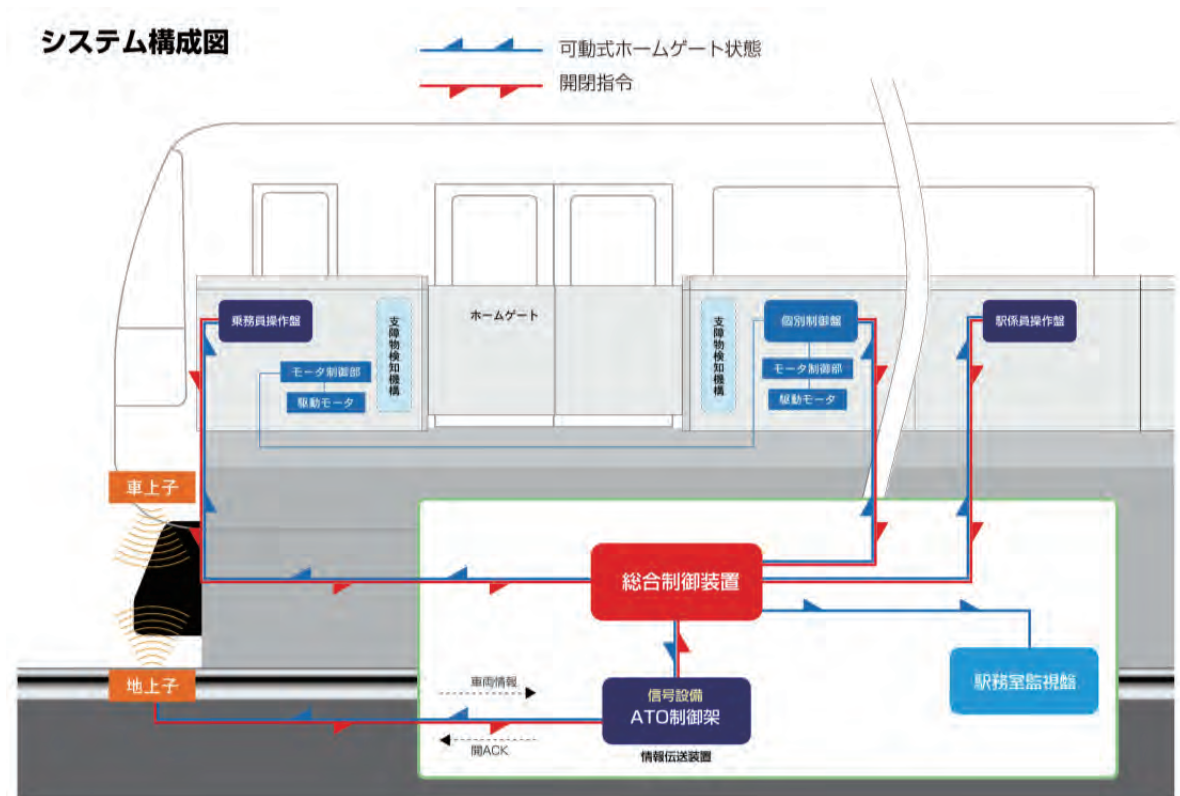 システム構成図
可動式ホームゲート状態
開閉指令
乗務員操作盤
支障物検知機構
ホームゲート
支障物検知機構
個別制御盤
駅係員操作盤
モータ制御部
駆動モータ
モータ制御部
駆動モータ
車上子
総合制御装置
地上子
車両情報
開ACK
信号設備
ATO制御架
情報伝送装置
駅務室監視盤